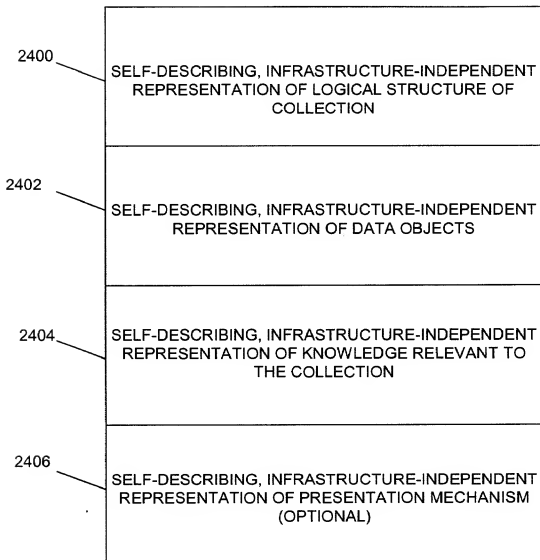 2400
SELF-DESCRIBING, INFRASTRUCTURE-INDEPENDENT
REPRESENTATION OF LOGICAL STRUCTURE OF
COLLECTION
2402
SELF-DESCRIBING, INFRASTRUCTURE-INDEPENDENT
REPRESENTATION OF DATA OBJECTS
2404
SELF-DESCRIBING, INFRASTRUCTURE-INDEPENDENT
REPRESENTATION OF KNOWLEDGE RELEVANT TO
THE COLLECTION
2406
SELF-DESCRIBING, INFRASTRUCTURE-INDEPENDENT
REPRESENTATION OF PRESENTATION MECHANISM
(OPTIONAL)